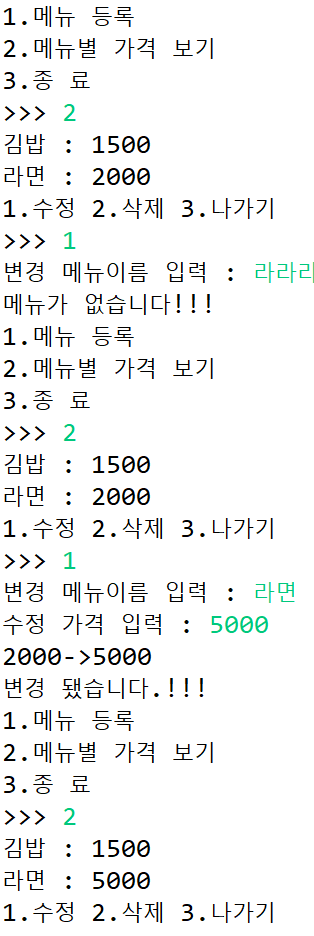 1.메뉴 등록
2.메뉴별 가격 보기
3.종 료
>>> 2
김밥 : 1500
라면 : 2000
1.수정 2.삭제 3.나가기
>>> 1
변경 메뉴이름 입력 : 라라라
메뉴가 없습니다!!!
1.메뉴 등록
2.메뉴별 가격 보기
3.종 료
>>> 2
김밥 : 1500
라면 : 2000
1.수정 2.삭제 3.나가기
>>> 1
변경 메뉴이름 입력 : 라면
수정 가격 입력 : 5000
2000->5000
변경 됐습니다.!!!
1.메뉴 등록
2.메뉴별 가격 보기
3.종 료
>>> 2
김밥 : 1500
라면 : 5000
1.수정 2.삭제 3.나가기